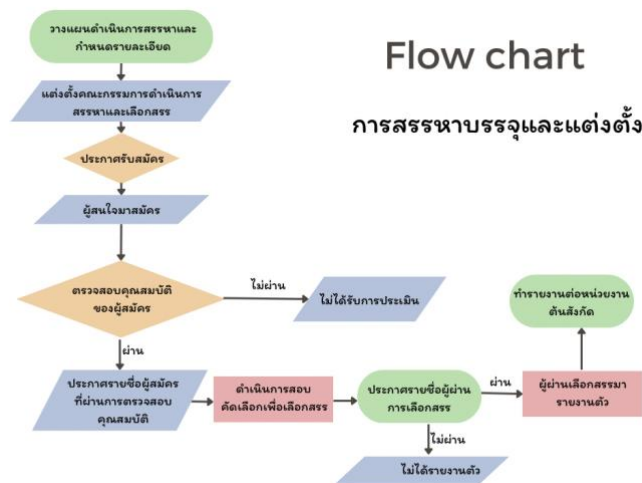 วางแผนดำเนินการสรรหาและ
กำหนดรายละเอียด
Flow chart
การสรรหาบรรจุและแต่งตั้ง
แต่งตั้งคณะกรรมการดำเนินการ
สรรหาและเลือกสรร
ประกาศรับสมัคร
ผู้สนใจมาสมัคร
ตรวจสอบคุณสมบัติ
ของผู้สมัคร
ไม่ผ่าน
ไม่ได้รับการประเมิน
ทำรายงานต่อหน่วยงาน
ต้นสังกัด
ผ่าน
ประกาศรายชื่อผู้สมัคร
ที่ผ่านการตรวจสอบ
คุณสมบัติ
ดำเนินการสอบ
คัดเลือกเพื่อเลือกสรร
ประกาศรายชื่อผู้ผ่าน
การเลือกสรร
ผ่าน
ผู้ผ่านเลือกสรรมา
รายงานตัว
ไม่ผ่าน
ไม่ได้รายงานตัว